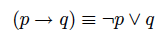 (p → q) ≡ ¬p ∨ q